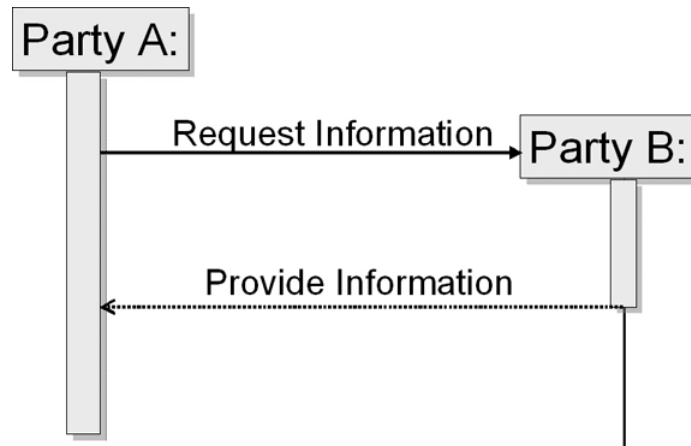 Party A:
Request Information
Party B:
Provide Information